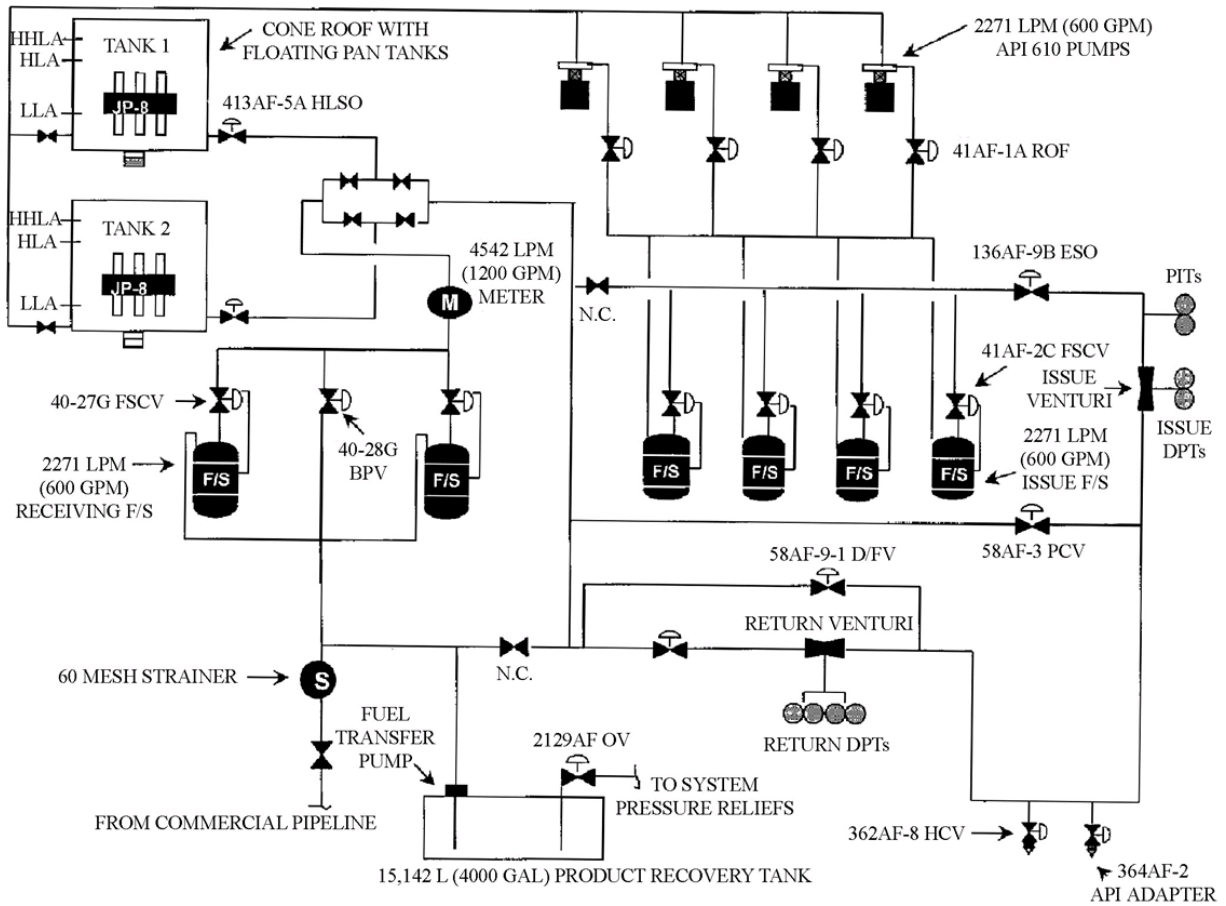 2271 LPM (600 GPM)
API 610 PUMPS
CONE ROOF WITH
FLOATING PAN TANKS
HHLA
HLA
LLA
TANK 1
JP-8
413AF-5A HLSO
41AF-1A ROF
HHLA
HLA
LLA
TANK 2
JP-8
4542 LPM
(1200 GPM)
METER
M
N.C.
136AF-9B ESO
PITs
41AF-2C FSCV
ISSUE
VENTURI
ISSUE
DPTs
40-27G FSCV
40-28G
BPV
2271 LPM
(600 GPM)
RECEIVING F/S
F/S
F/S
F/S
F/S
F/S
F/S
2271 LPM
(600 GPM)
ISSUE F/S
58AF-3 PCV
58AF-9-1 D/FV
RETURN VENTURI
N.C.
60 MESH STRAINER
S
RETURN DPTs
FUEL
TRANSFER
PUMP
2129AF OV
TO SYSTEM
PRESSURE RELIEFS
FROM COMMERCIAL PIPELINE
15,142 L (4000 GAL) PRODUCT RECOVERY TANK
362AF-8 HCV
364AF-2
API ADAPTER